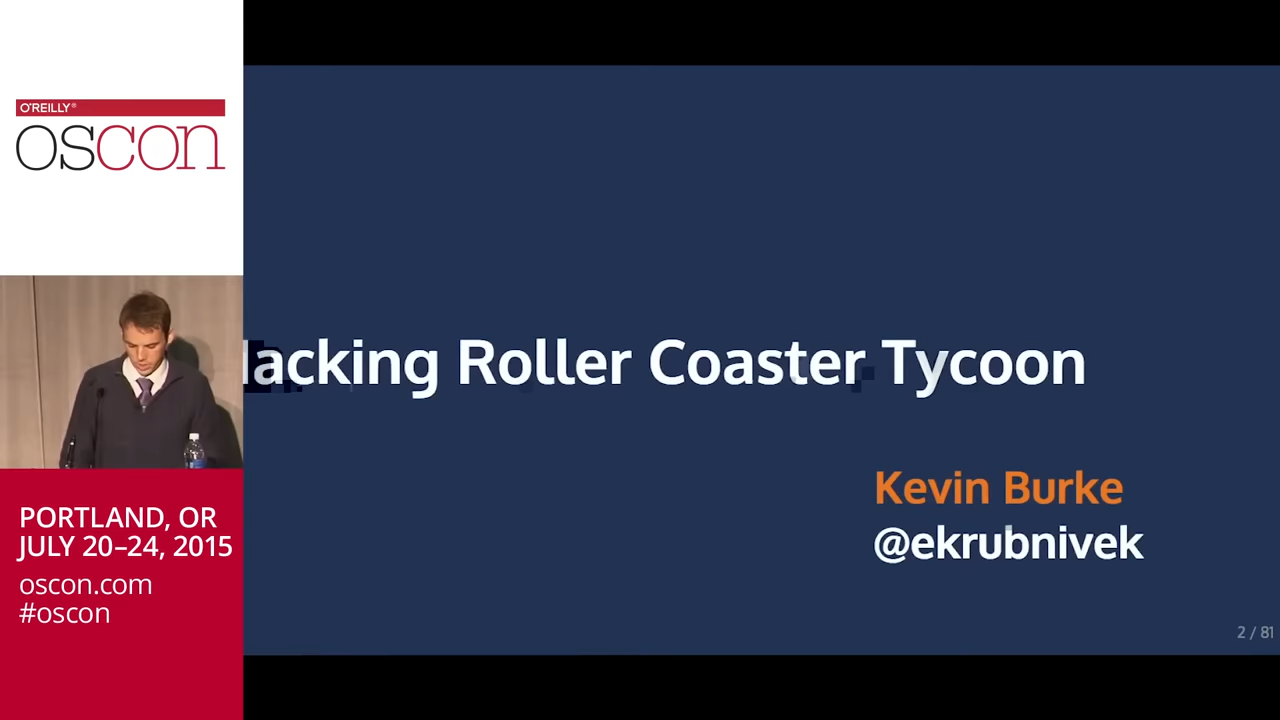 O'REILLY®
oscon
PORTLAND, OR
JULY 20–24, 2015
oscon.com
#oscon
Hacking Roller Coaster Tycoon
Kevin Burke
@ekrubnivek
2 / 81